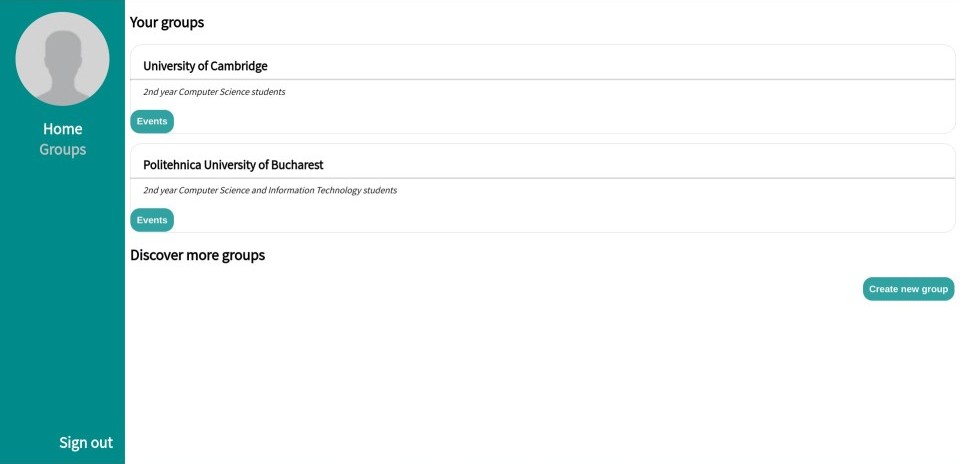 Home
Groups
Sign out
Your groups
University of Cambridge
2nd year Computer Science students
Events
Politehnica University of Bucharest
2nd year Computer Science and Information Technology students
Events
Discover more groups
Create new group